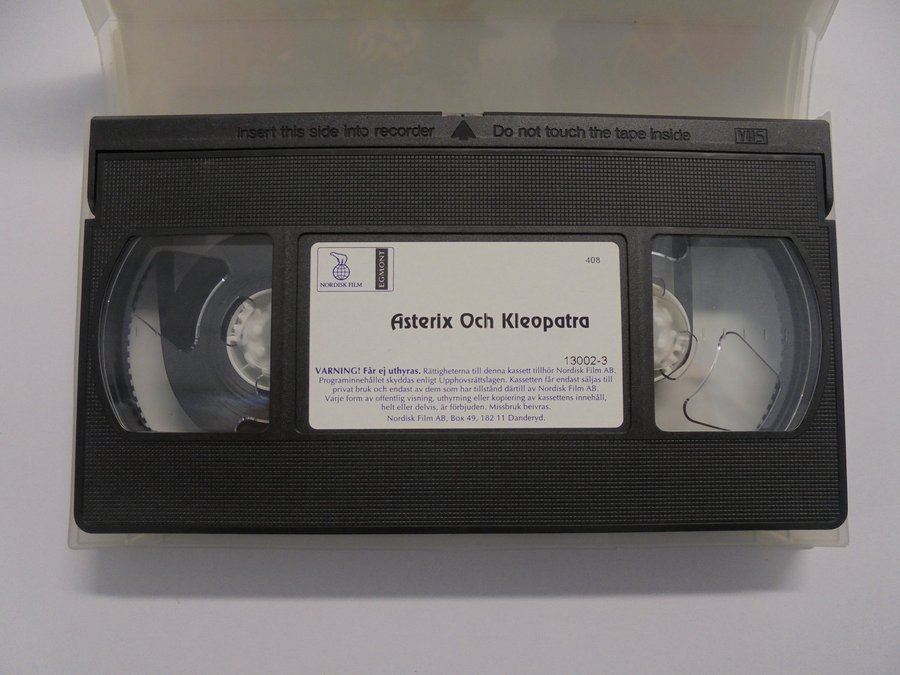 Insert this side into recorder Do not touch the tape inside VHS
408
NORDISK FILM
EGMONT
Asterix Och Kleopatra
13002-3
VARNING! Får ej uthyras. Rättigheterna till denna kassett tillhör Nordisk Film AB.
Programinnehållet skyddas enligt Upphovsrättslagen. Kassetten får endast säljas till
privat bruk och endast av dem som har tillstånd därtill av Nordisk Film AB.
Varje form av offentlig visning, uthyrning eller kopiering av kassettens innehåll,
helt eller delvis, är förbjuden. Missbruk beivras.
Nordisk Film AB, Box 49, 182 11 Danderyd.